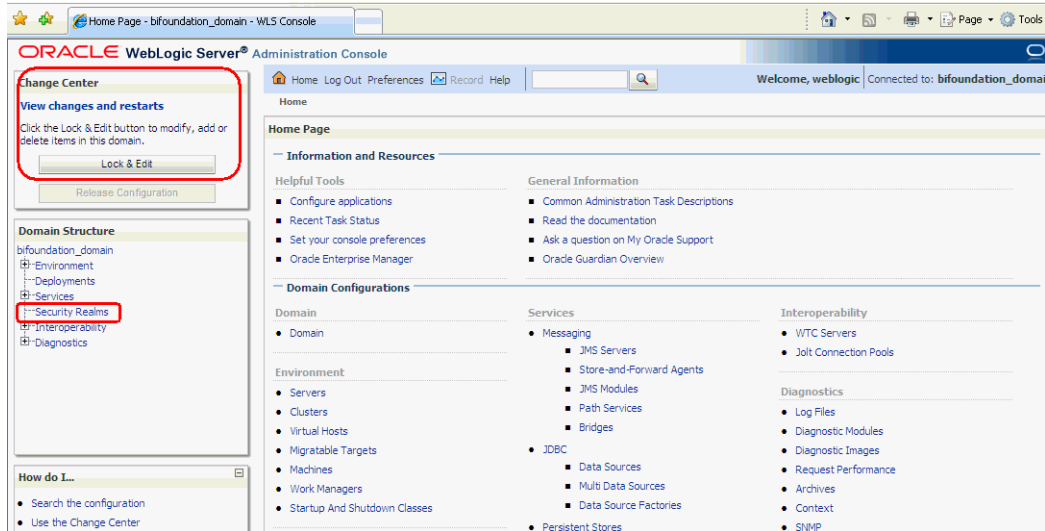 Home Page - bifoundation_domain - WLS Console
Page
Tools
ORACLE WebLogic Server® Administration Console
Change Center
View changes and restarts
Click the Lock & Edit button to modify, add or
delete items in this domain.
Lock & Edit
Release Configuration
Domain Structure
bifoundation_domain
Environment
Deployments
Services
Security Realms
Interoperability
Diagnostics
How do I...
Search the configuration
Use the Change Center
Home Log Out Preferences Record Help
Welcome, weblogic Connected to: bifoundation_domai
Home
Home Page
Information and Resources
Helpful Tools
Configure applications
Recent Task Status
Set your console preferences
Oracle Enterprise Manager
General Information
Common Administration Task Descriptions
Read the documentation
Ask a question on My Oracle Support
Oracle Guardian Overview
Domain Configurations
Domain
Domain
Environment
Servers
Clusters
Virtual Hosts
Migratable Targets
Machines
Work Managers
Startup And Shutdown Classes
Services
Messaging
JMS Servers
Store-and-Forward Agents
JMS Modules
Path Services
Bridges
JDBC
Data Sources
Multi Data Sources
Data Source Factories
Persistent Stores
Interoperability
WTC Servers
Jolt Connection Pools
Diagnostics
Log Files
Diagnostic Modules
Diagnostic Images
Request Performance
Archives
Context
SNMP